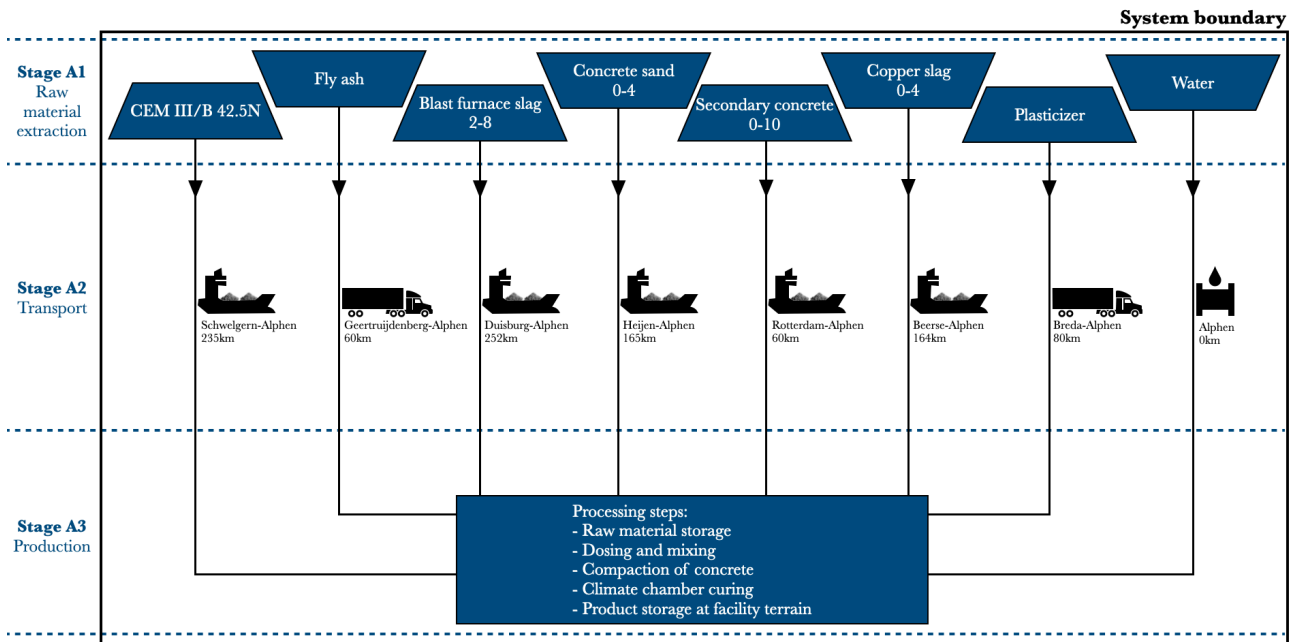 System boundary
Stage A1
Raw
material
extraction
CEM III/B 42.5N
Fly ash
Blast furnace slag
2-8
Concrete sand
0-4
Secondary concrete
0-10
Copper slag
0-4
Plasticizer
Water
Stage A2
Transport
Schwelgern-Alphen
235km
Geertruijdenberg-Alphen
60km
Duisburg-Alphen
252km
Heijen-Alphen
165km
Rotterdam-Alphen
60km
Beerse-Alphen
164km
Breda-Alphen
80km
Alphen
0km
Stage A3
Production
Processing steps:
- Raw material storage
- Dosing and mixing
- Compaction of concrete
- Climate chamber curing
- Product storage at facility terrain